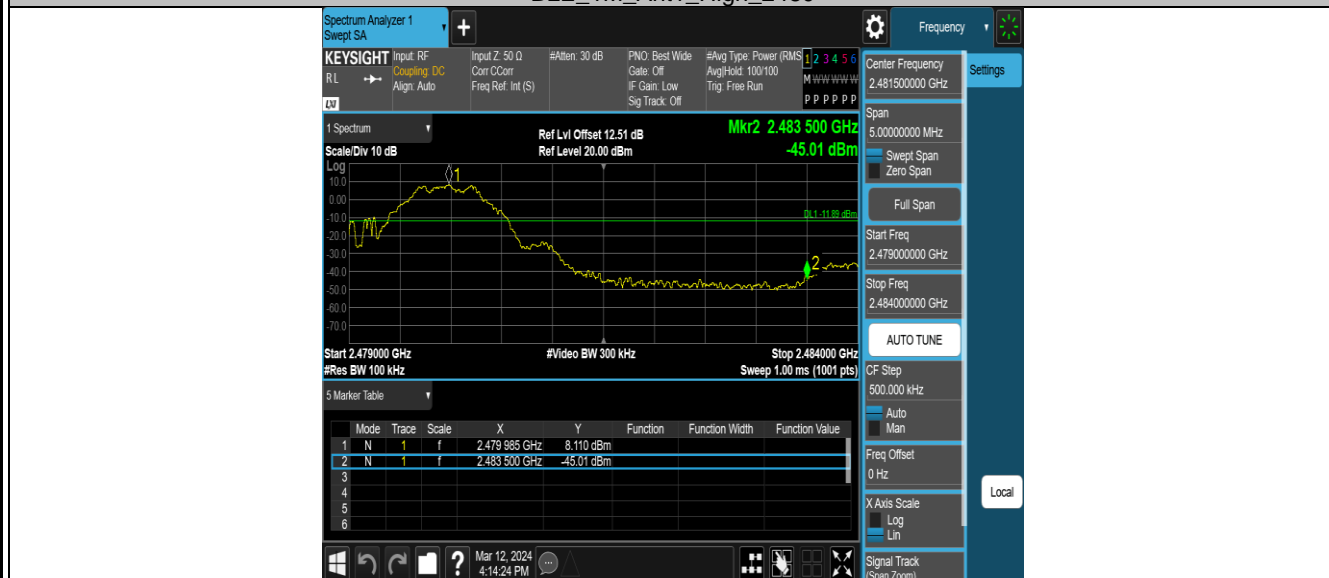 Spectrum Analyzer 1
Swept SA
+
Frequency
KEYSIGHT
RL
LXI
Input: RF
Coupling: DC
Align: Auto
Input Z: 50 Ω
Corr CCorr
Freq Ref: Int (S)
#Atten: 30 dB
PNO: Best Wide
Gate: Off
IF Gain: Low
Sig Track: Off
#Avg Type: Power (RMS
Avg|Hold: 100/100
Trig: Free Run
1 2 3 4 5 6
M W W W W W
P P P P P P
Center Frequency
2.481500000 GHz
Settings
Span
5.00000000 MHz
Swept Span
Zero Span
Full Span
Start Freq
2.479000000 GHz
Stop Freq
2.484000000 GHz
AUTO TUNE
CF Step
500.000 kHz
Auto
Man
Freq Offset
0 Hz
X Axis Scale
Log
Lin
Signal Track
(Span Zoom)
Local
1 Spectrum
Scale/Div 10 dB
Ref Lvl Offset 12.51 dB
Ref Level 20.00 dBm
Mkr2 2.483 500 GHz
-45.01 dBm
Log
10.0
0.00
-10.0
-20.0
-30.0
-40.0
-50.0
-60.0
-70.0
1
DL1 -11.89 dBm
2
Start 2.479000 GHz
#Video BW 300 kHz
Stop 2.484000 GHz
#Res BW 100 kHz
Sweep 1.00 ms (1001 pts)
5 Marker Table
Mode Trace Scale X Y Function Function Width Function Value
1 N 1 f 2.479 985 GHz 8.110 dBm
2 N 1 f 2.483 500 GHz -45.01 dBm
3
4
5
6
?
Mar 12, 2024
4:14:24 PM